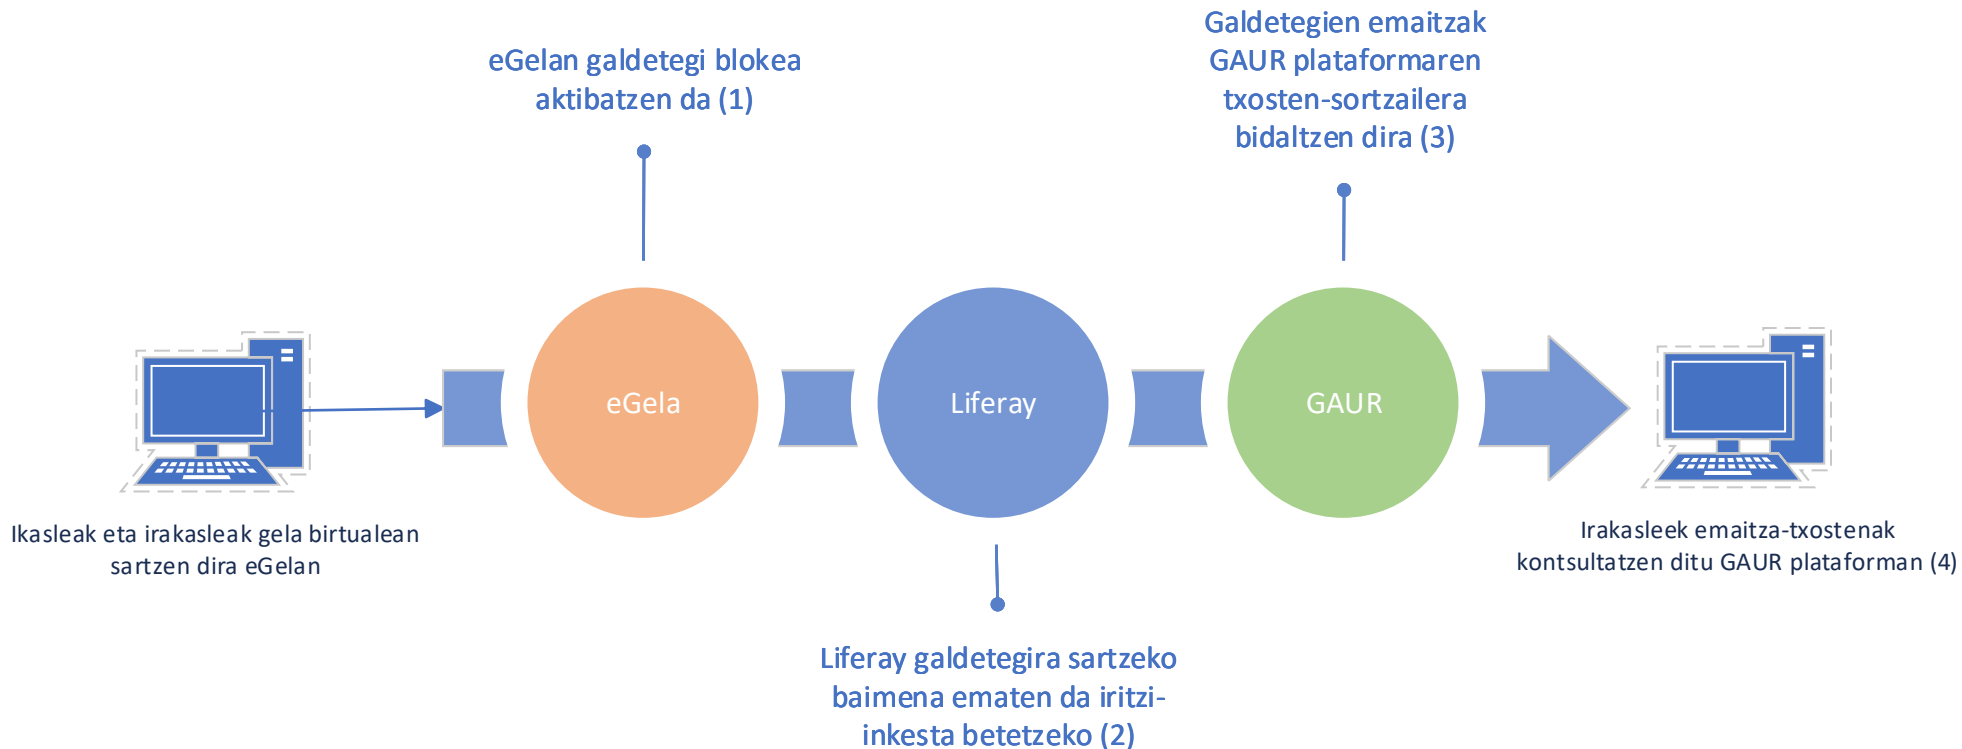 eGelan galdetegi blokea
aktibatzen da (1)
Galdetegien emaitzak
GAUR plataformaren
txosten-sortzailera
bidaltzen dira (3)
eGela
Liferay
GAUR
Ikasleak eta irakasleak gela birtualean
sartzen dira eGelan
Irakasleek emaitza-txostenak
kontsultatzen ditu GAUR plataforman (4)
Liferay galdetegira sartzeko
baimena ematen da iritzi-
inkesta betetzeko (2)